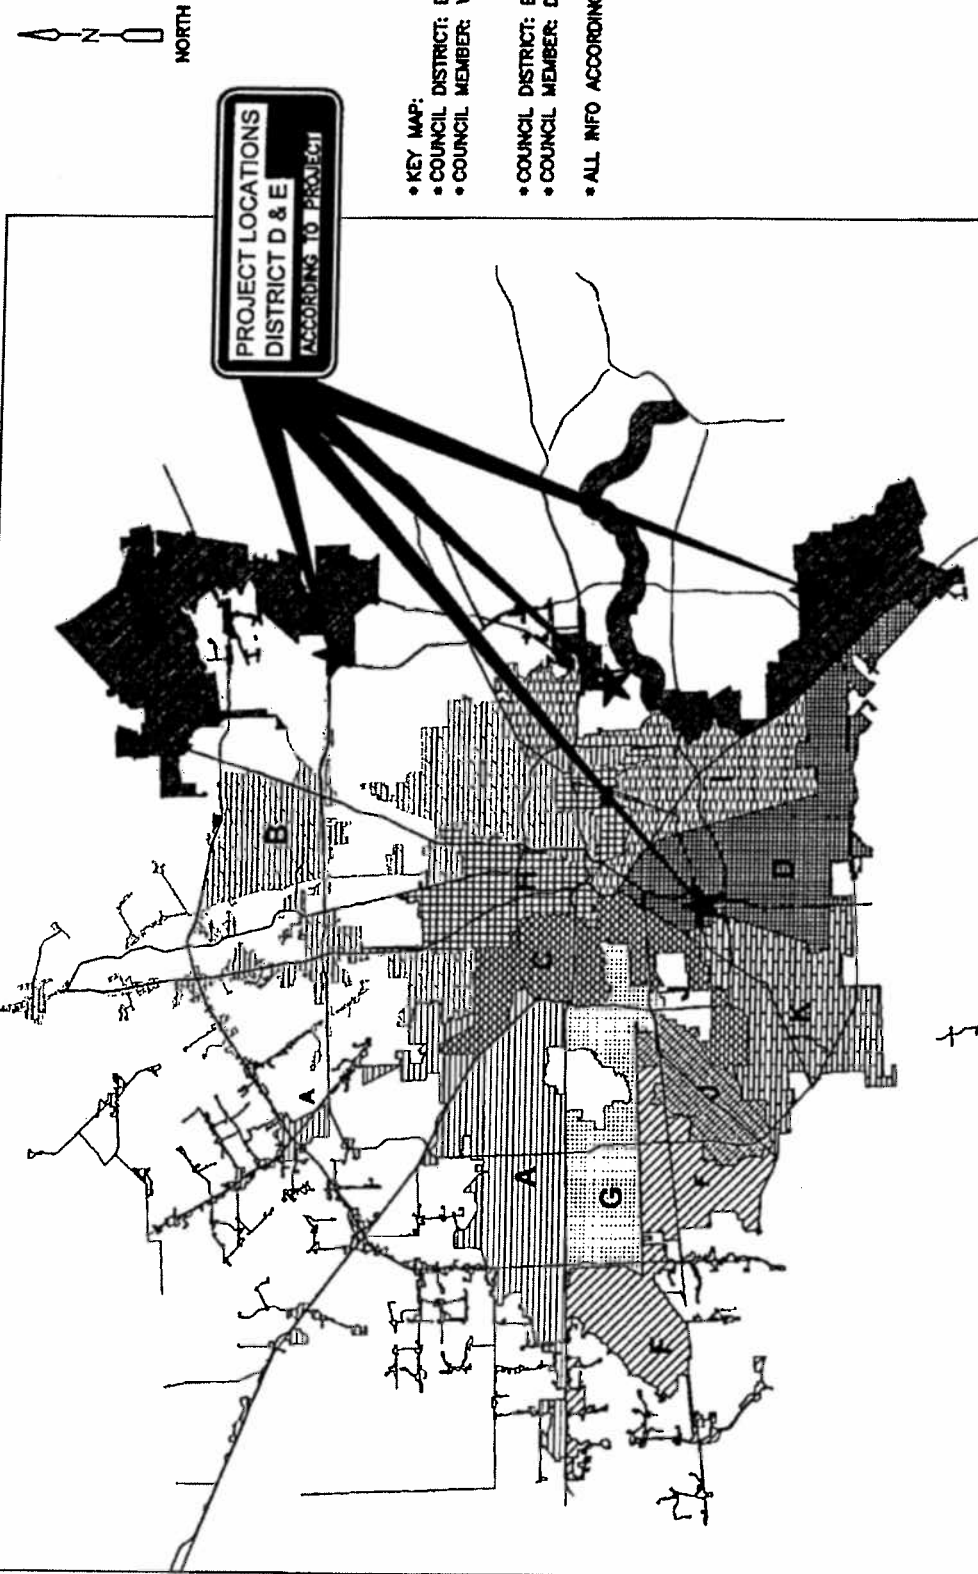 N
NORTH
PROJECT LOCATIONS
DISTRICT D & E
(ACCORDING TO PROJECT)
* KEY MAP:
* COUNCIL DISTRICT:
* COUNCIL MEMBER:
* COUNCIL DISTRICT:
* COUNCIL MEMBER: D
* ALL INFO ACCORDING
B
A
H
I
C
D
A
G
J
K
J
F
F